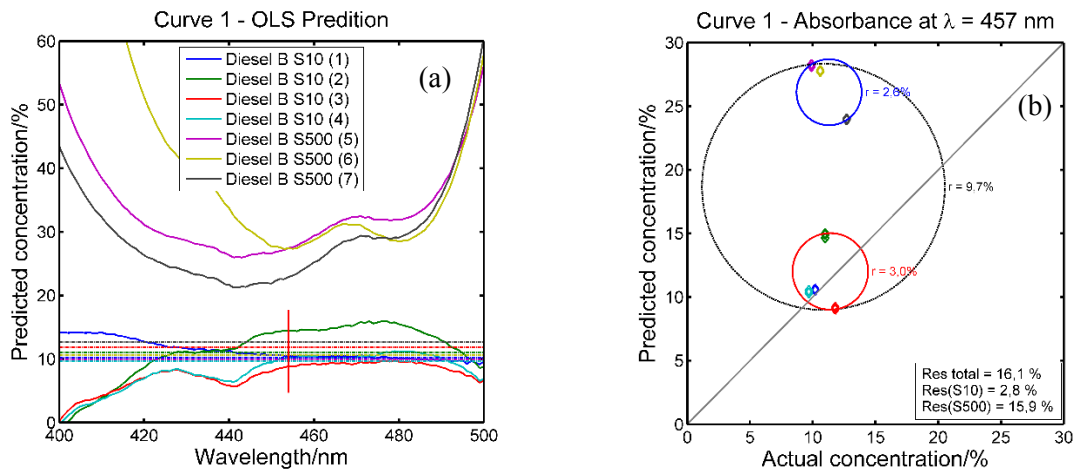 Curve 1 - OLS Predition
Predicted concentration/%
60
50
40
30
20
10
0
400
420
440
460
480
500
Wavelength/nm
Diesel B S10 (1)
Diesel B S10 (2)
Diesel B S10 (3)
Diesel B S10 (4)
Diesel B S500 (5)
Diesel B S500 (6)
Diesel B S500 (7)
(a)
Curve 1 - Absorbance at λ = 457 nm
Predicted concentration/%
30
25
20
15
10
5
0
0
5
10
15
20
25
30
Actual concentration/%
(b)
r = 2,6%
r = 9.7%
r = 3,0%
Res total = 16,1 %
Res(S10) = 2,8 %
Res(S500) = 15,9 %